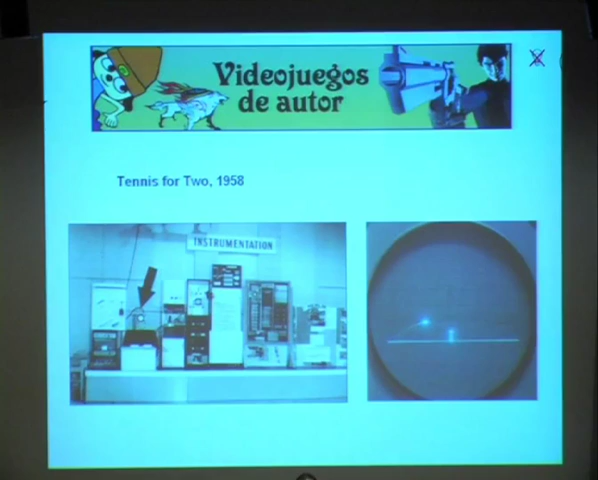 Videojuegos
de autor
Tennis for Two, 1958
INSTRUMENTATION